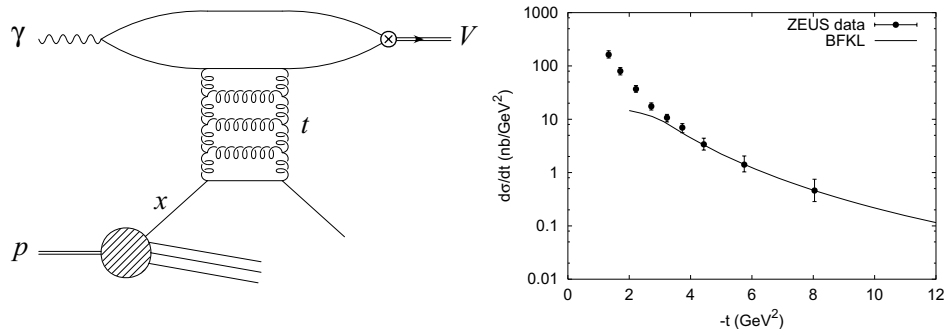 γ
V
t
x
p
ZEUS data
BFKL
dσ/dt (nb/GeV²)
1000
100
10
1
0.1
0.01
0 2 4 6 8 10 12
-t (GeV²)